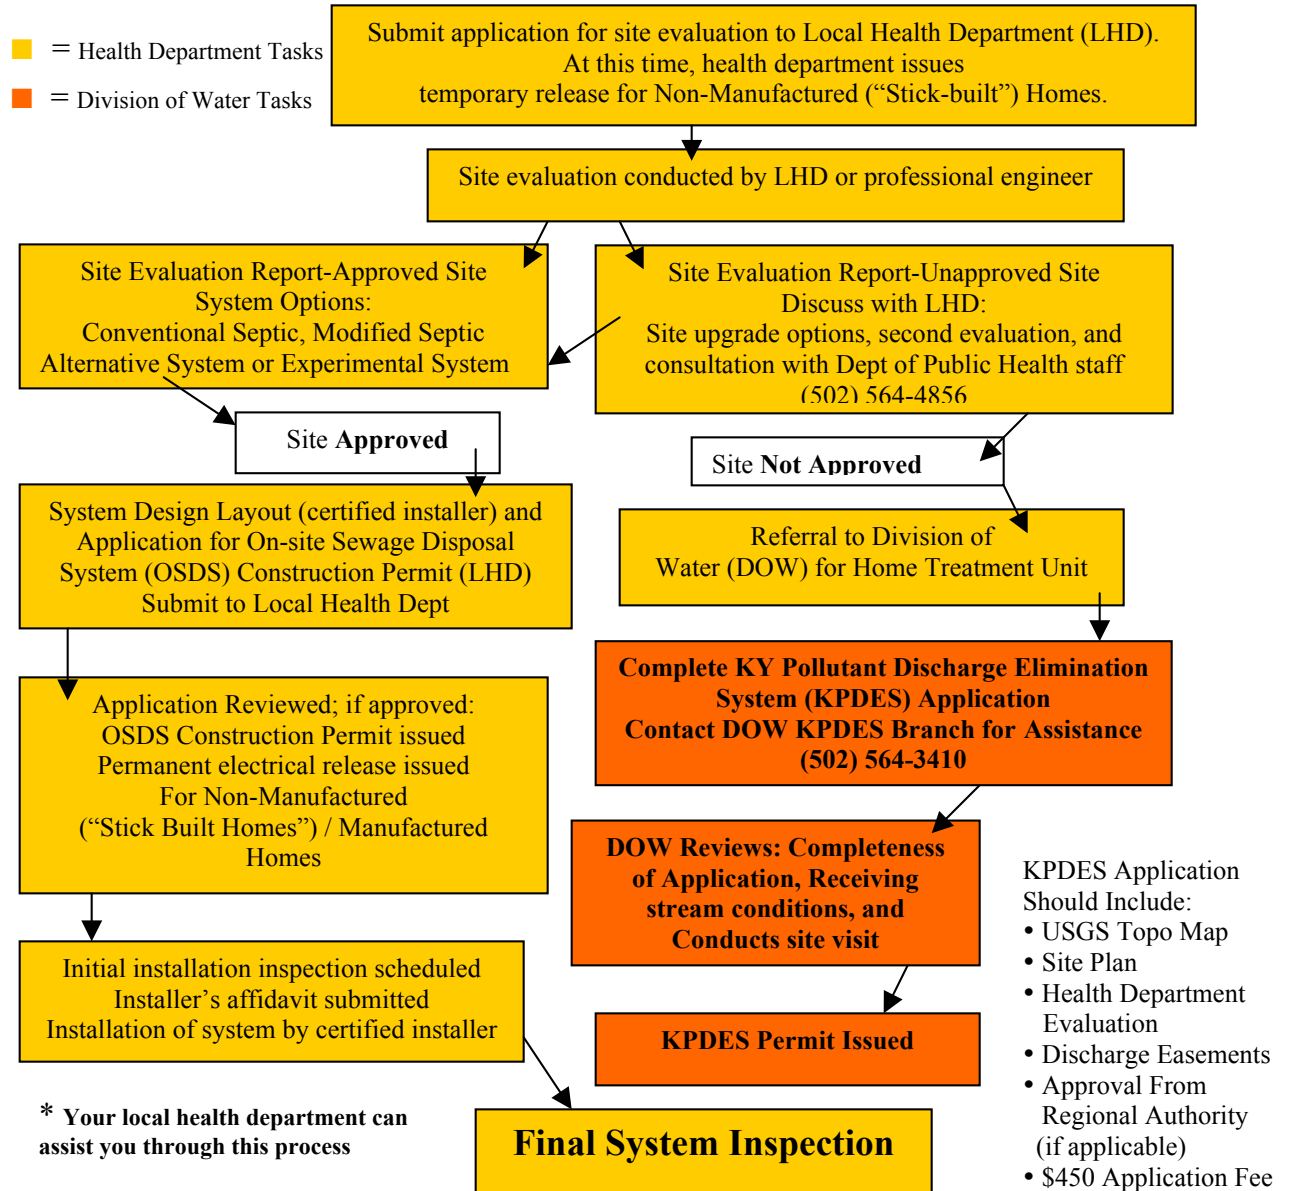 = Health Department Tasks
= Division of Water Tasks
Submit application for site evaluation to Local Health Department (LHD).
At this time, health department issues
temporary release for Non-Manufactured (“Stick-built”) Homes.
Site evaluation conducted by LHD or professional engineer
Site Evaluation Report-Approved Site
System Options:
Conventional Septic, Modified Septic
Alternative System or Experimental System
Site Evaluation Report-Unapproved Site
Discuss with LHD:
Site upgrade options, second evaluation, and
consultation with Dept of Public Health staff
(502) 564-4856
Site Approved
Site Not Approved
System Design Layout (certified installer) and
Application for On-site Sewage Disposal
System (OSDS) Construction Permit (LHD)
Submit to Local Health Dept
Referral to Division of
Water (DOW) for Home Treatment Unit
Complete KY Pollutant Discharge Elimination
System (KPDES) Application
Contact DOW KPDES Branch for Assistance
(502) 564-3410
Application Reviewed; if approved:
OSDS Construction Permit issued
Permanent electrical release issued
For Non-Manufactured
(“Stick Built Homes”) / Manufactured
Homes
DOW Reviews: Completeness
of Application, Receiving
stream conditions, and
Conducts site visit
Initial installation inspection scheduled
Installer’s affidavit submitted
Installation of system by certified installer
KPDES Permit Issued
KPDES Application
Should Include:
• USGS Topo Map
• Site Plan
• Health Department
Evaluation
• Discharge Easements
• Approval From
Regional Authority
(if applicable)
• $450 Application Fee
* Your local health department can
assist you through this process
Final System Inspection